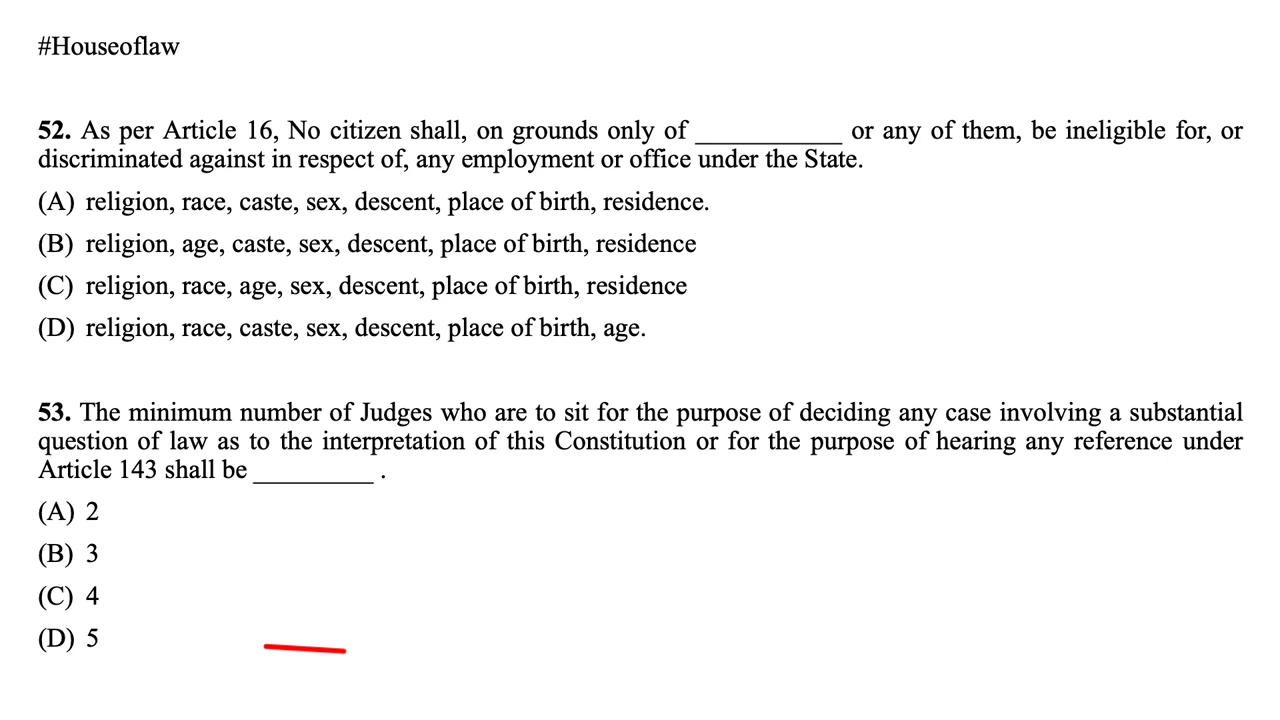 #Houseoflaw
52. As per Article 16, No citizen shall, on grounds only of ___________ or any of them, be ineligible for, or
discriminated against in respect of, any employment or office under the State.
(A) religion, race, caste, sex, descent, place of birth, residence.
(B) religion, age, caste, sex, descent, place of birth, residence
(C) religion, race, age, sex, descent, place of birth, residence
(D) religion, race, caste, sex, descent, place of birth, age.
53. The minimum number of Judges who are to sit for the purpose of deciding any case involving a substantial
question of law as to the interpretation of this Constitution or for the purpose of hearing any reference under
Article 143 shall be _________ .
(A) 2
(B) 3
(C) 4
(D) 5